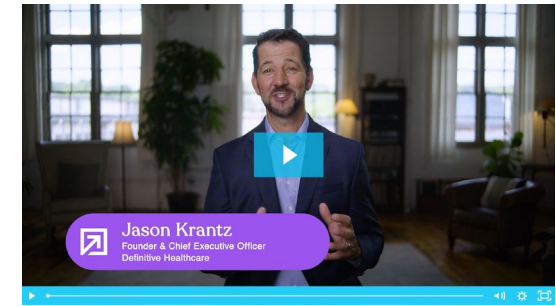 Jason Krantz
Founder & Chief Executive Officer
Definitive Healthcare